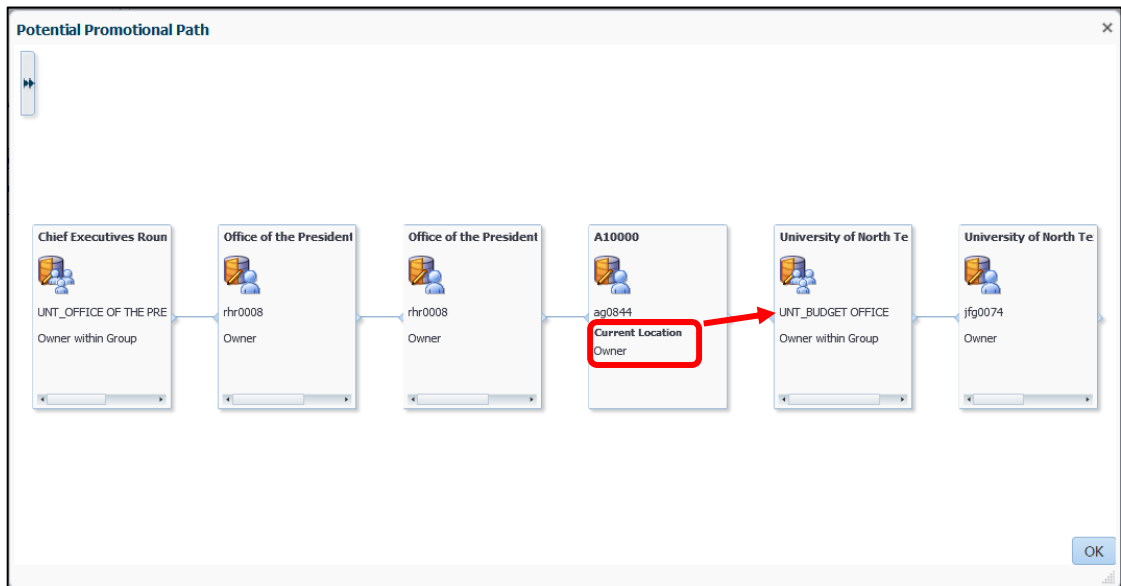 Potential Promotional Path
Chief Executives Roun
UNT_OFFICE OF THE PRE
Owner within Group
Office of the President
rhr0008
Owner
Office of the President
rhr0008
Owner
A10000
ag0844
Current Location
Owner
University of North Te
UNT_BUDGET OFFICE
Owner within Group
University of North Te
jfg0074
Owner
OK